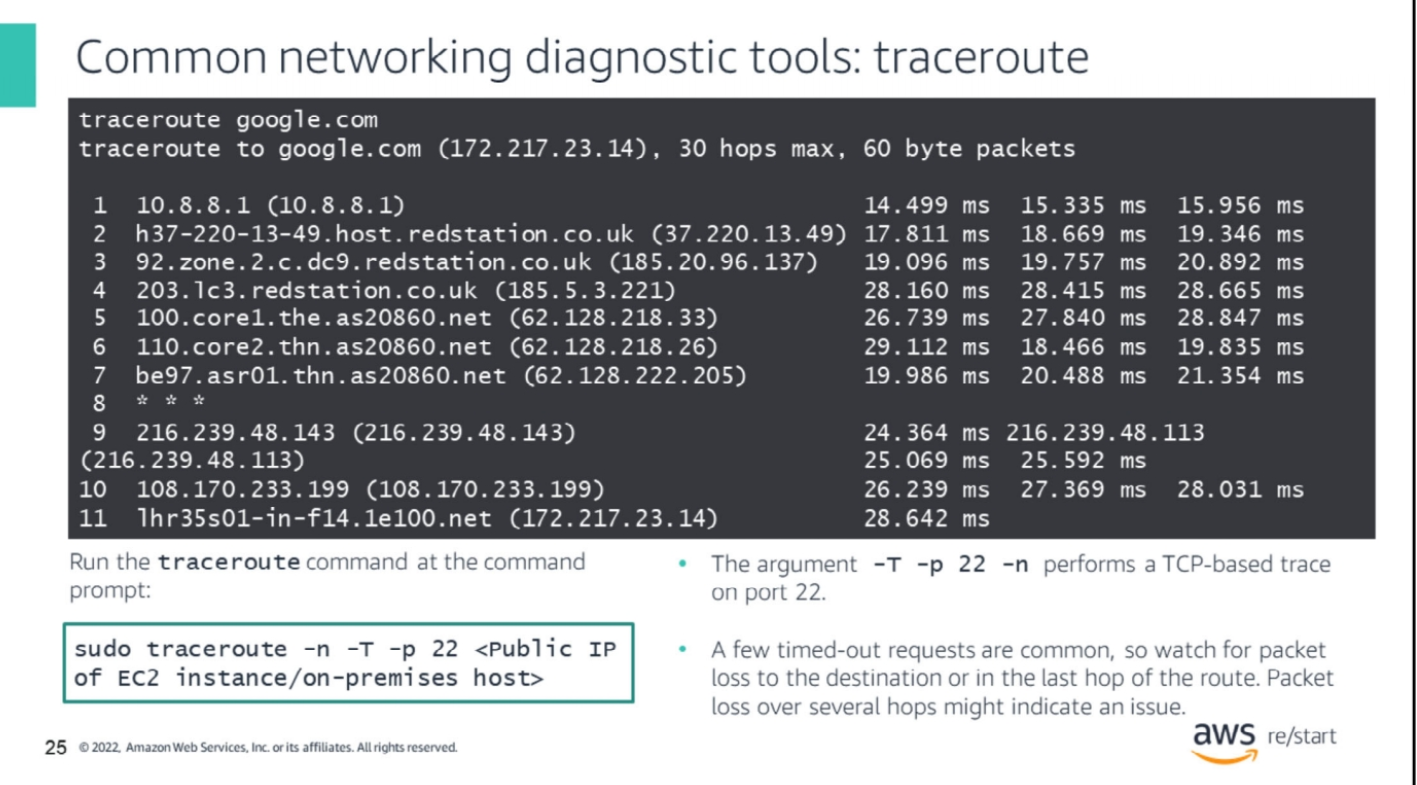 Common networking diagnostic tools: traceroute
traceroute google.com
traceroute to google.com (172.217.23.14), 30 hops max, 60 byte packets
1 10.8.8.1 (10.8.8.1) 14.499 ms 15.335 ms 15.956 ms
2 h37-220-13-49.host.redstation.co.uk (37.220.13.49) 17.811 ms 18.669 ms 19.346 ms
3 92.zone.2.c.dc9.redstation.co.uk (185.20.96.137) 19.096 ms 19.757 ms 20.892 ms
4 203.lc3.redstation.co.uk (185.5.3.221) 28.160 ms 28.415 ms 28.665 ms
5 100.core1.the.as20860.net (62.128.218.33) 26.739 ms 27.840 ms 28.847 ms
6 110.core2.thn.as20860.net (62.128.218.26) 29.112 ms 18.466 ms 19.835 ms
7 be97.asr01.thn.as20860.net (62.128.222.205) 19.986 ms 20.488 ms 21.354 ms
8 * * *
9 216.239.48.143 (216.239.48.143) 24.364 ms 216.239.48.113
(216.239.48.113) 25.069 ms 25.592 ms
10 108.170.233.199 (108.170.233.199) 26.239 ms 27.369 ms 28.031 ms
11 lhr35s01-in-f14.1e100.net (172.217.23.14) 28.642 ms
Run the traceroute command at the command
prompt:
sudo traceroute -n -T -p 22 <Public IP
of EC2 instance/on-premises host>
• The argument -T -p 22 -n performs a TCP-based trace
on port 22.
• A few timed-out requests are common, so watch for packet
loss to the destination or in the last hop of the route. Packet
loss over several hops might indicate an issue.
25 © 2022, Amazon Web Services, Inc. or its affiliates. All rights reserved.
aws re/start